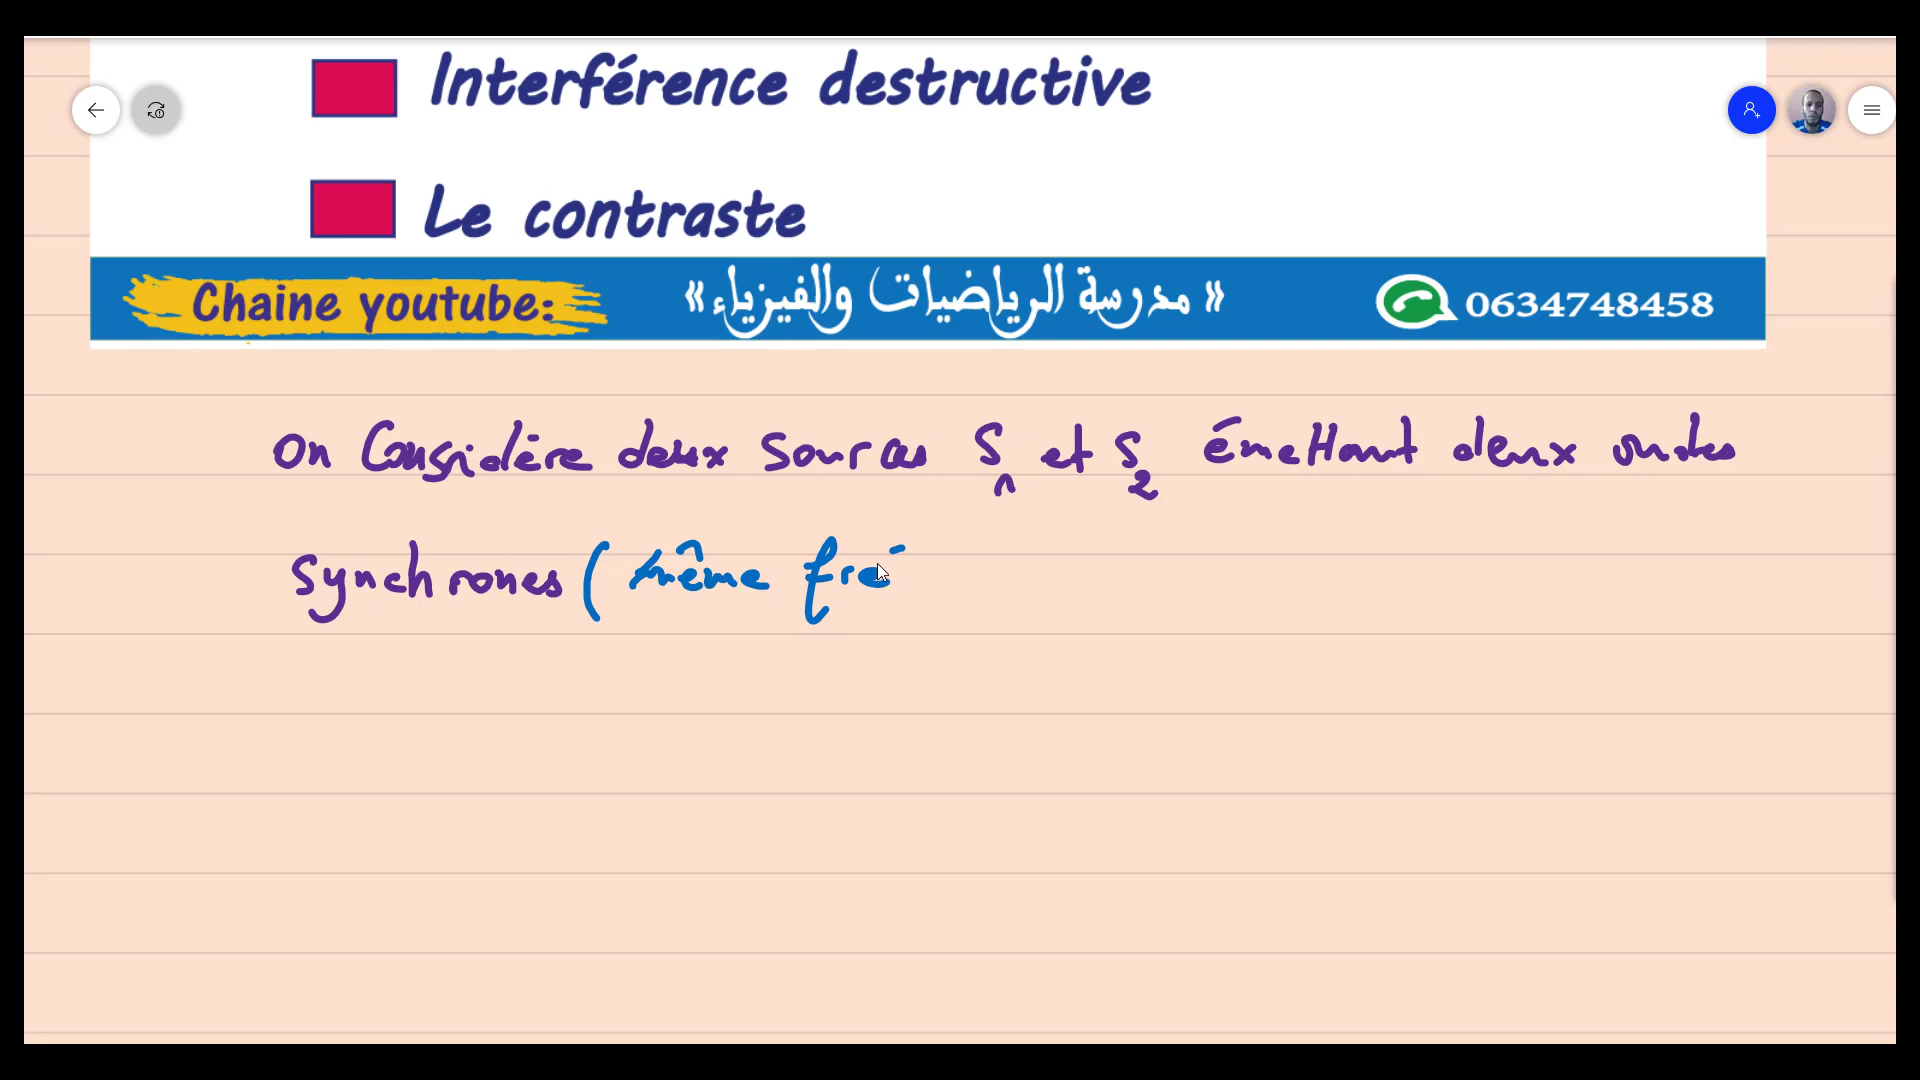 Interférence destructive
Le contraste
Chaine youtube: « مدرسة الرياضيات والفيزياء » 0634748458
On Considère deux Sources S1 et S2 émettant deux ondes
Synchrones ( même fré